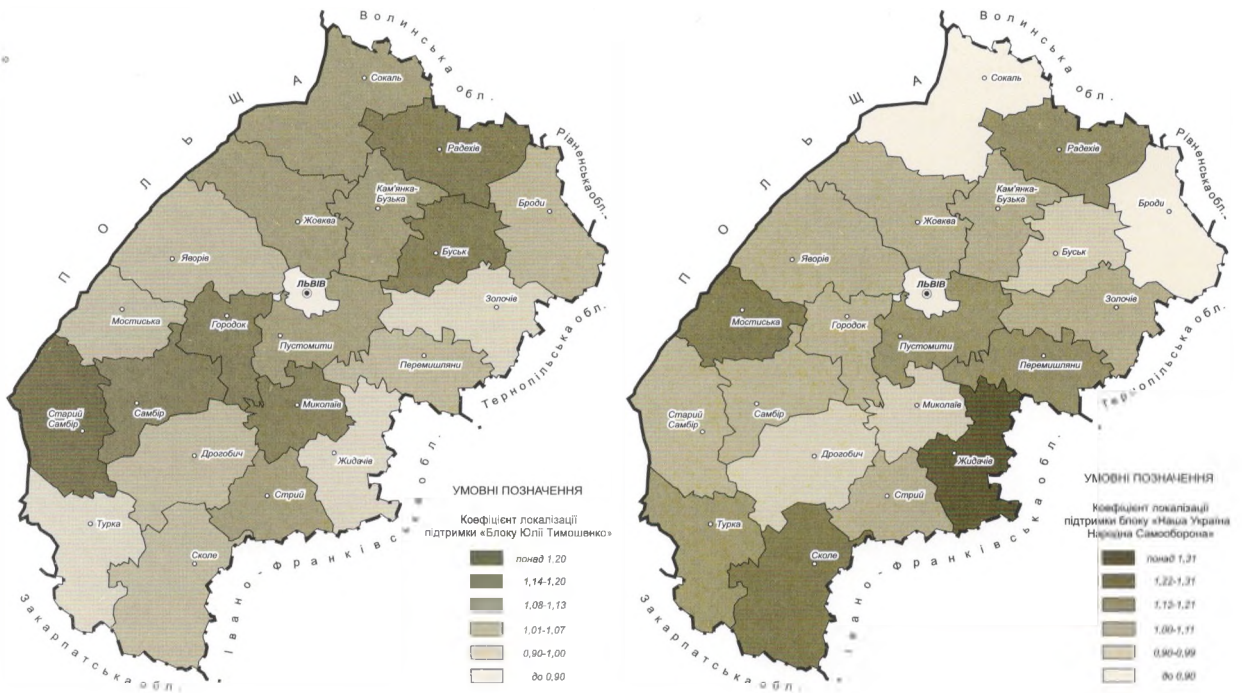 Волинська обл.
ПОЛЬЩА
Сокаль
Рівненська обл.
Радехів
Кам'янка-
Бузька
Броди
Жовква
Буськ
Яворів
ЛЬВІВ
Золочів
Мостиська
Городок
Пустомити
Перемишляни
Тернопільська обл.
Старий
Самбір
Самбір
Миколаїв
Дрогобич
Жидачів
Стрий
Турка
Сколе
Івано-Франківська обл.
Закарпатська обл.
УМОВНІ ПОЗНАЧЕННЯ
Коефіцієнт локалізації
підтримки «Блоку Юлії Тимошенко»
понад 1.20
1,14-1,20
1,08-1,13
1,01-1,07
0,90-1,00
до 0,90
Волинська обл.
ПОЛЬЩА
Сокаль
Рівненська обл.
Радехів
Кам'янка-
Бузька
Броди
Жовква
Буськ
Яворів
ЛЬВІВ
Золочів
Мостиська
Городок
Пустомити
Перемишляни
Тернопільська обл.
Старий
Самбір
Самбір
Миколаїв
Дрогобич
Жидачів
Стрий
Турка
Сколе
Івано-Франківська обл.
Закарпатська обл.
УМОВНІ ПОЗНАЧЕННЯ
Коефіцієнт локалізації
підтримки блоку «Наша Україна
Народна Самооборона»
понад 1,31
1,22-1,31
1,12-1,21
1,00-1,11
0,90-0,99
до 0,90